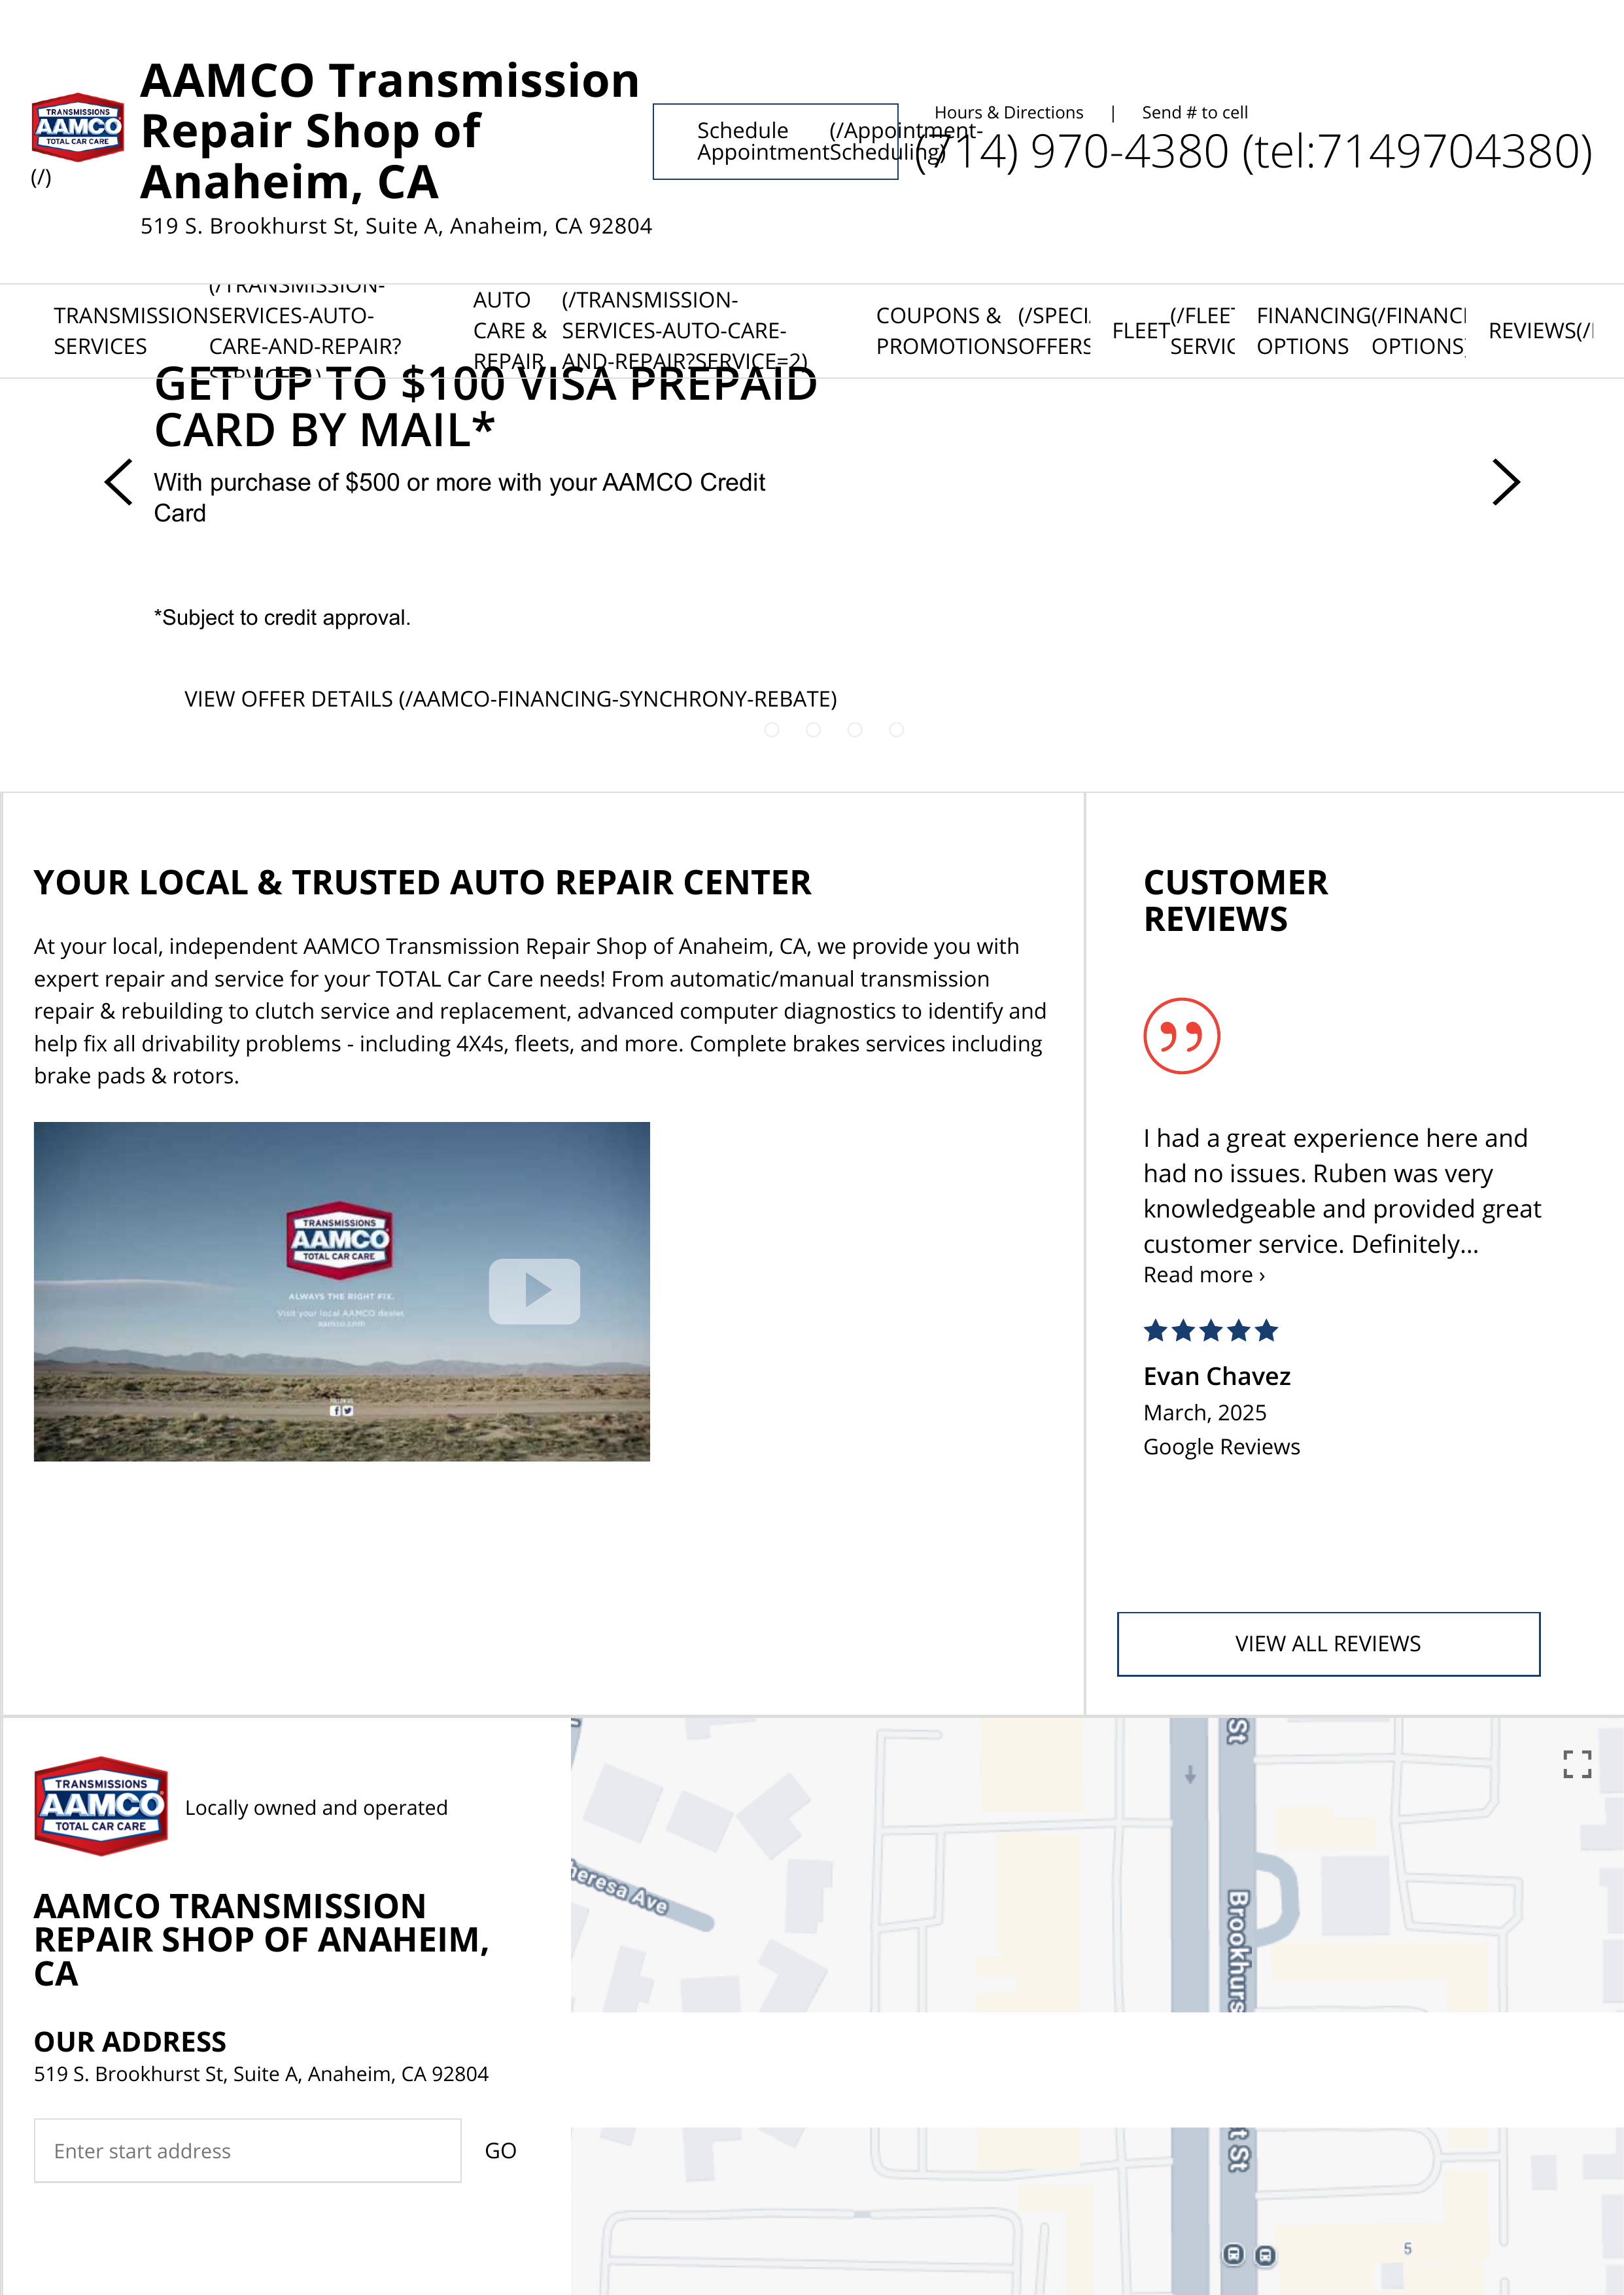 TRANSMISSIONS
AAMCO
TOTAL CAR CARE
(/)
AAMCO Transmission
Repair Shop of
Anaheim, CA
519 S. Brookhurst St, Suite A, Anaheim, CA 92804
Schedule
Appointment
(/Appointment-
Scheduling)
Hours & Directions | Send # to cell
(714) 970-4380 (tel:7149704380)
TRANSMISSION
SERVICES
(/TRANSMISSION-
SERVICES-AUTO-
CARE-AND-REPAIR?
AUTO
CARE &
REPAIR
(/TRANSMISSION-
SERVICES-AUTO-CARE-
AND-REPAIR?SERVICE=2)
COUPONS &
PROMOTIONS
OFFERS
FLEET
FINANCING
OPTIONS
OPTIONS
REVIEWS
GET UP TO $100 VISA PREPAID
CARD BY MAIL*
With purchase of $500 or more with your AAMCO Credit
Card
*Subject to credit approval.
VIEW OFFER DETAILS (/AAMCO-FINANCING-SYNCHRONY-REBATE)
YOUR LOCAL & TRUSTED AUTO REPAIR CENTER
At your local, independent AAMCO Transmission Repair Shop of Anaheim, CA, we provide you with
expert repair and service for your TOTAL Car Care needs! From automatic/manual transmission
repair & rebuilding to clutch service and replacement, advanced computer diagnostics to identify and
help fix all drivability problems - including 4X4s, fleets, and more. Complete brakes services including
brake pads & rotors.
TRANSMISSIONS
AAMCO
TOTAL CAR CARE
ALWAYS THE RIGHT FIX.
Visit your local AAMCO dealer
aamco.com
CUSTOMER
REVIEWS
I had a great experience here and
had no issues. Ruben was very
knowledgeable and provided great
customer service. Definitely...
Read more ›
Evan Chavez
March, 2025
Google Reviews
VIEW ALL REVIEWS
TRANSMISSIONS
AAMCO
TOTAL CAR CARE
Locally owned and operated
AAMCO TRANSMISSION
REPAIR SHOP OF ANAHEIM,
CA
OUR ADDRESS
519 S. Brookhurst St, Suite A, Anaheim, CA 92804
Enter start address
GO
St
heresa Ave
Brookhurs
t St
5